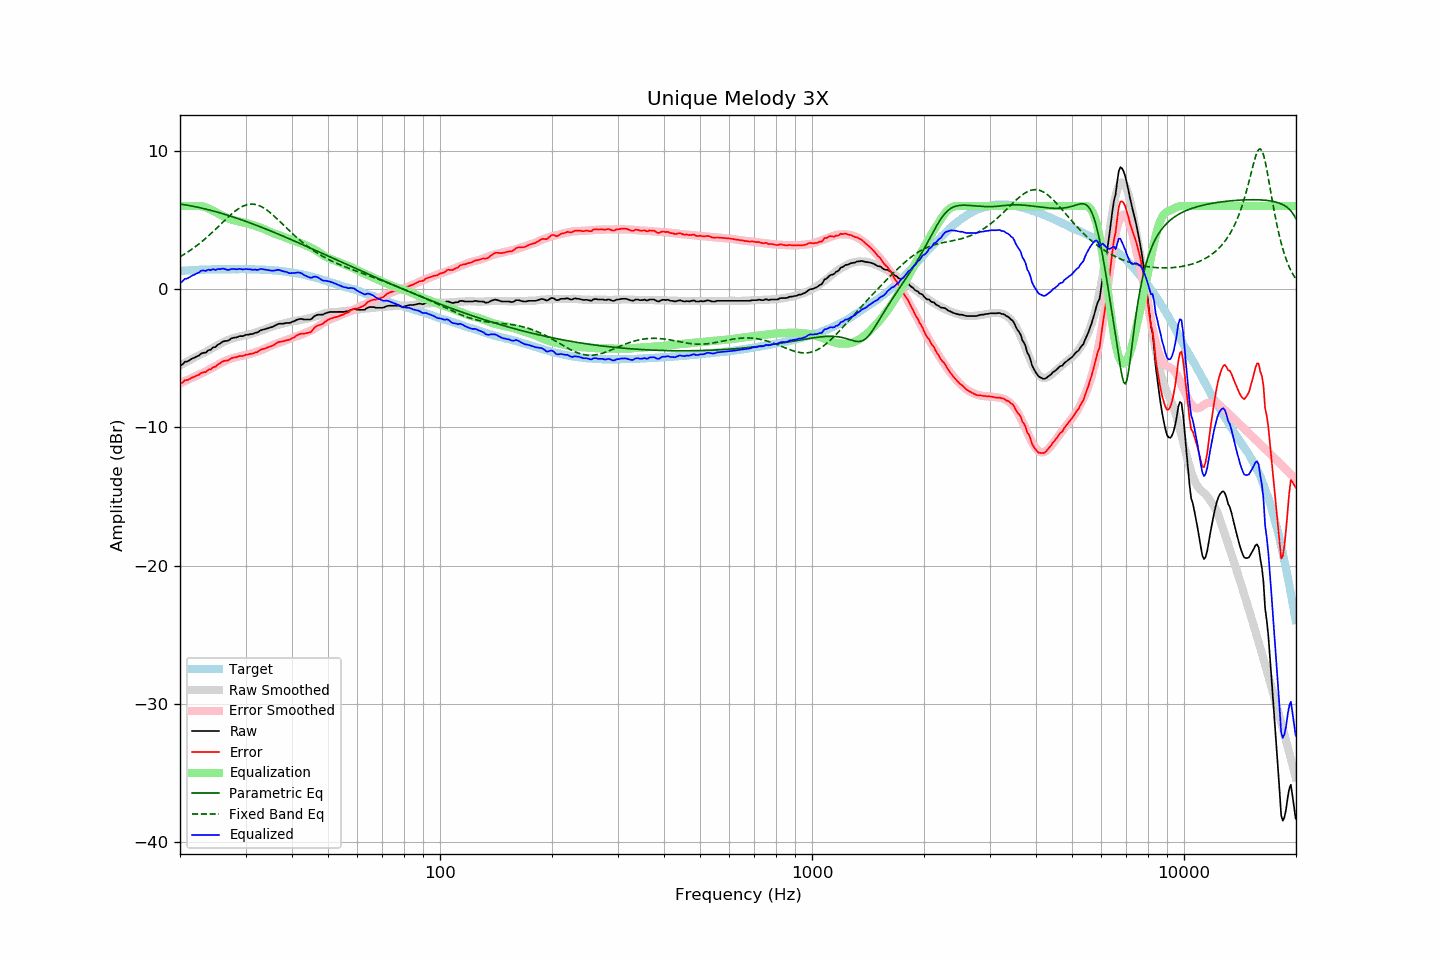 Unique Melody 3X
10
0
−10
−20
−30
−40
Amplitude (dBr)
100
1000
10000
Frequency (Hz)
Target
Raw Smoothed
Error Smoothed
Raw
Error
Equalization
Parametric Eq
Fixed Band Eq
Equalized